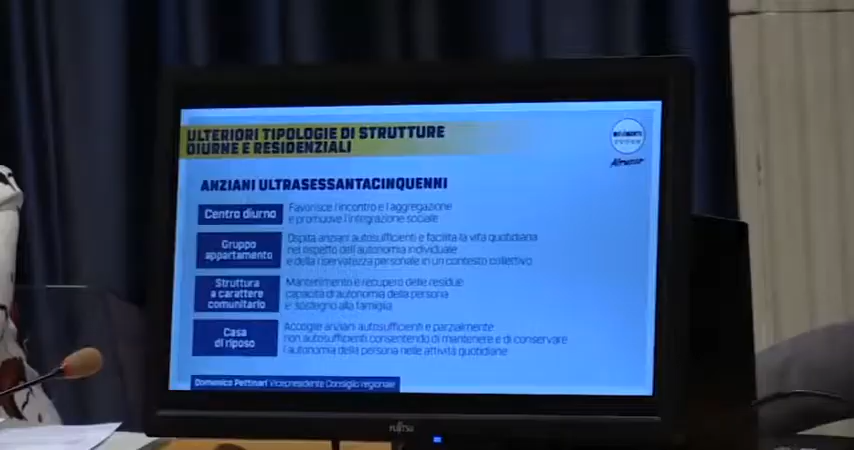 ULTERIORI TIPOLOGIE DI STRUTTURE
DIURNE E RESIDENZIALI
Abruzzo
ANZIANI ULTRASESSANTACINQUENNI
Centro diurno
Favorisce l'incontro e l'aggregazione
e promuove l'integrazione sociale
Gruppo
appartamento
Ospita anziani autosufficienti e facilita la vita quotidiana
nel rispetto dell'autonomia individuale
e della riservatezza personale in un contesto collettivo
Struttura
a carattere
comunitario
Mantenimento e recupero delle residue
capacità di autonomia della persona
e sostegno alla famiglia
Casa
di riposo
Accoglie anziani autosufficienti e parzialmente
non autosufficienti consentendo di mantenere e di conservare
l'autonomia della persona nelle attività quotidiane
Domenico Pettinari Vicepresidente Consiglio regionale
FUJITSU